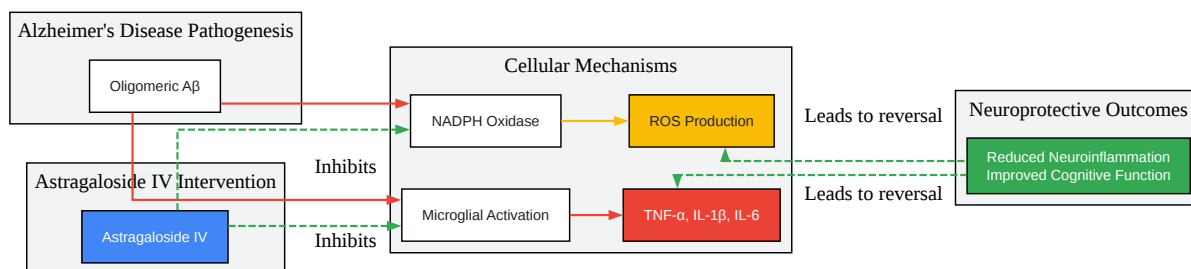 Alzheimer's Disease Pathogenesis
Oligomeric Aβ
Astragaloside IV Intervention
Astragaloside IV
Inhibits
Inhibits
Cellular Mechanisms
NADPH Oxidase
ROS Production
Microglial Activation
TNF-α, IL-1β, IL-6
Leads to reversal
Leads to reversal
Neuroprotective Outcomes
Reduced Neuroinflammation
Improved Cognitive Function